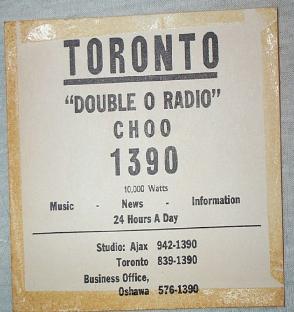 TORONTO
"DOUBLE O RADIO"
CHOO
1390
10,000 Watts
Music - News - Information
24 Hours A Day
Studio: Ajax 942-1390
Toronto 839-1390
Business Office,
Oshawa 576-1390